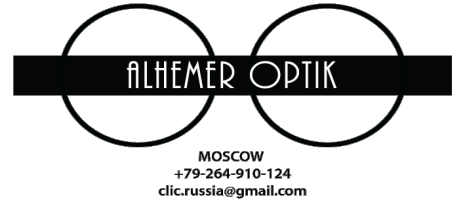 ALHEMER OPTIK
MOSCOW
+79-264-910-124
clic.russia@gmail.com